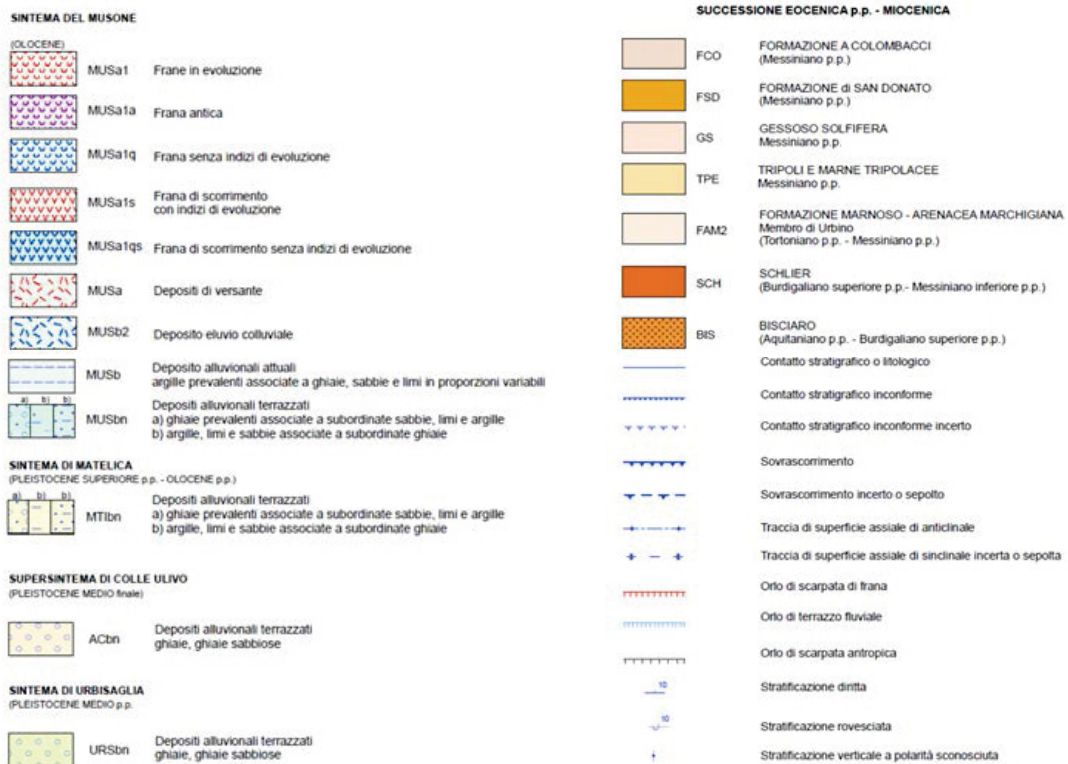 SINTEMA DEL MUSONE
(OLOCENE)
MUSa1 Frane in evoluzione
MUSa1a Frana antica
MUSa1q Frana senza indizi di evoluzione
MUSa1s Frana di scorrimento
con indizi di evoluzione
MUSa1qs Frana di scorrimento senza indizi di evoluzione
MUSa Depositi di versante
MUSb2 Deposito eluvio colluviale
MUSb Deposito alluvionali attuali
argille prevalenti associate a ghiaie, sabbie e limi in proporzioni variabili
a) b) b)
MUSbn Depositi alluvionali terrazzati
a) ghiaie prevalenti associate a subordinate sabbie, limi e argille
b) argille, limi e sabbie associate a subordinate ghiaie
SINTEMA DI MATELICA
(PLEISTOCENE SUPERIORE p.p. - OLOCENE p.p.)
a) b) b)
MTIbn Depositi alluvionali terrazzati
a) ghiaie prevalenti associate a subordinate sabbie, limi e argille
b) argille, limi e sabbie associate a subordinate ghiaie
SUPERSINTEMA DI COLLE ULIVO
(PLEISTOCENE MEDIO finale)
ACbn Depositi alluvionali terrazzati
ghiaie, ghiaie sabbiose
SINTEMA DI URBISAGLIA
(PLEISTOCENE MEDIO p.p.
URSbn Depositi alluvionali terrazzati
ghiaie, ghiaie sabbiose
SUCCESSIONE EOCENICA p.p. - MIOCENICA
FCO FORMAZIONE A COLOMBACCI
(Messiniano p.p.)
FSD FORMAZIONE di SAN DONATO
(Messiniano p.p.)
GS GESSOSO SOLFIFERA
Messiniano p.p.
TPE TRIPOLI E MARNE TRIPOLACEE
Messiniano p.p.
FAM2 FORMAZIONE MARNOSO - ARENACEA MARCHIGIANA
Membro di Urbino
(Tortoniano p.p. - Messiniano p.p.)
SCH SCHLIER
(Burdigaliano superiore p.p.- Messiniano inferiore p.p.)
BIS BISCIARO
(Aquitaniano p.p. - Burdigaliano superiore p.p.)
Contatto stratigrafico o litologico
Contatto stratigrafico inconforme
Contatto stratigrafico inconforme incerto
Sovrascorrimento
Sovrascorrimento incerto o sepolto
Traccia di superficie assiale di anticlinale
Traccia di superficie assiale di sinclinale incerta o sepolta
Orlo di scarpata di frana
Orlo di terrazzo fluviale
Orlo di scarpata antropica
10 Stratificazione diritta
10 Stratificazione rovesciata
Stratificazione verticale a polarità sconosciuta